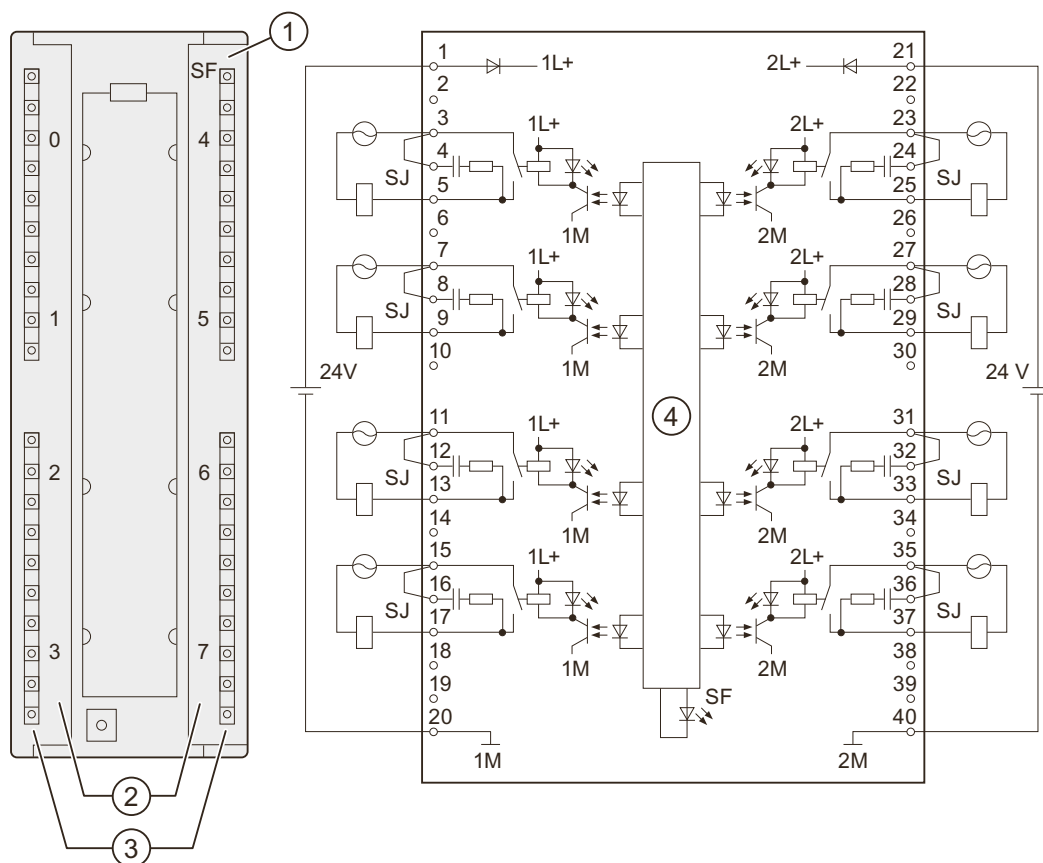 1
SF
0
4
1
5
2
6
3
7
2
3
1
1L+
2L+
21
2
22
3
1L+
2L+
23
4
24
SJ
SJ
5
25
6
1M
2M
26
7
1L+
2L+
27
8
28
SJ
SJ
9
29
10
1M
2M
30
24V
24 V
4
11
1L+
2L+
31
12
32
SJ
SJ
13
33
14
1M
2M
34
15
1L+
2L+
35
16
36
SJ
SJ
17
37
18
1M
2M
38
19
SF
39
20
40
1M
2M